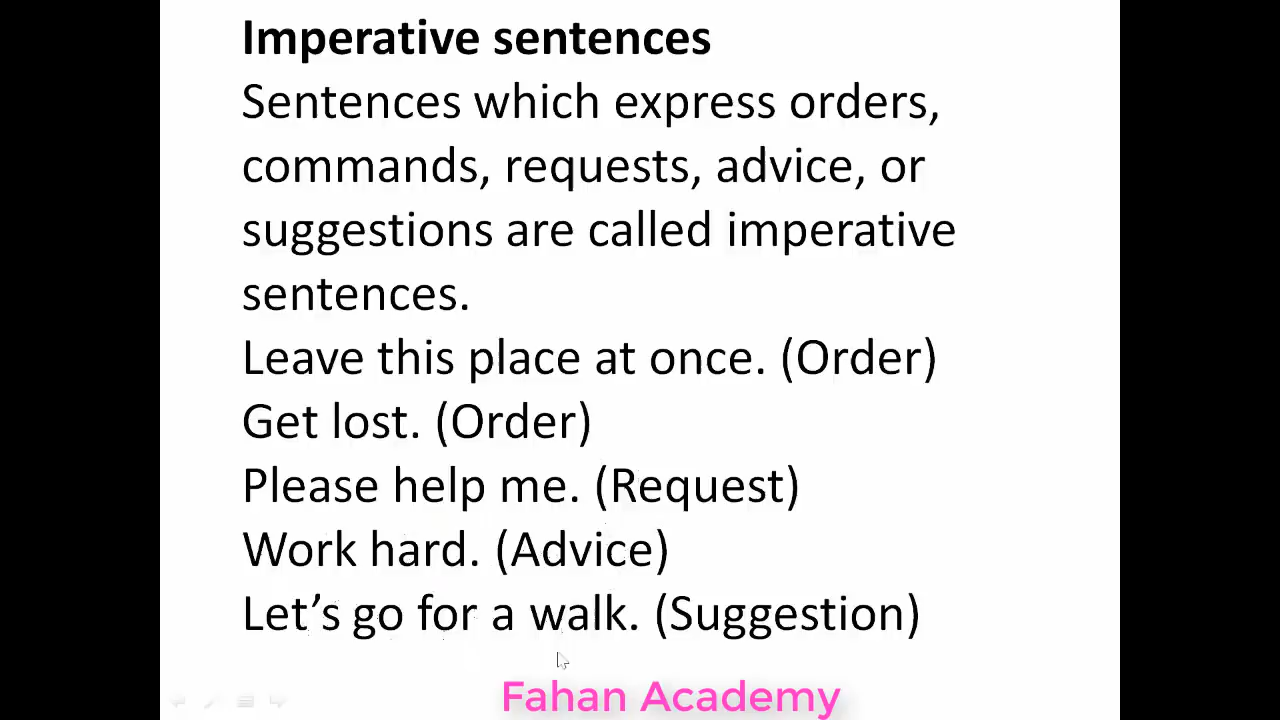 Imperative sentences
Sentences which express orders,
commands, requests, advice, or
suggestions are called imperative
sentences.
Leave this place at once. (Order)
Get lost. (Order)
Please help me. (Request)
Work hard. (Advice)
Let’s go for a walk. (Suggestion)
Fahan Academy